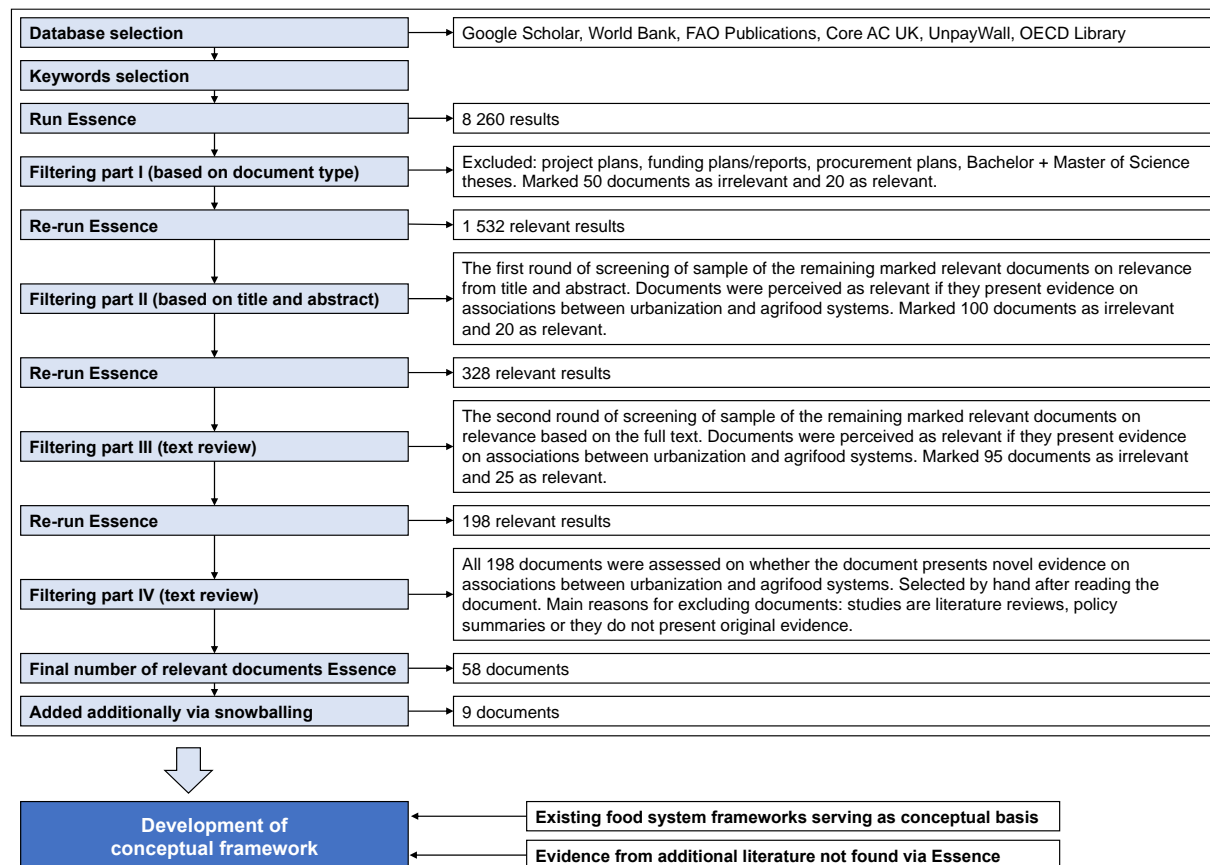 Database selection
Google Scholar, World Bank, FAO Publications, Core AC UK, UnpayWall, OECD Library
Keywords selection
Run Essence
8 260 results
Filtering part I (based on document type)
Excluded: project plans, funding plans/reports, procurement plans, Bachelor + Master of Science
theses. Marked 50 documents as irrelevant and 20 as relevant.
Re-run Essence
1 532 relevant results
Filtering part II (based on title and abstract)
The first round of screening of sample of the remaining marked relevant documents on relevance
from title and abstract. Documents were perceived as relevant if they present evidence on
associations between urbanization and agrifood systems. Marked 100 documents as irrelevant
and 20 as relevant.
Re-run Essence
328 relevant results
Filtering part III (text review)
The second round of screening of sample of the remaining marked relevant documents on
relevance based on the full text. Documents were perceived as relevant if they present evidence
on associations between urbanization and agrifood systems. Marked 95 documents as irrelevant
and 25 as relevant.
Re-run Essence
198 relevant results
Filtering part IV (text review)
All 198 documents were assessed on whether the document presents novel evidence on
associations between urbanization and agrifood systems. Selected by hand after reading the
document. Main reasons for excluding documents: studies are literature reviews, policy
summaries or they do not present original evidence.
Final number of relevant documents Essence
58 documents
Added additionally via snowballing
9 documents
Development of
conceptual framework
Existing food system frameworks serving as conceptual basis
Evidence from additional literature not found via Essence